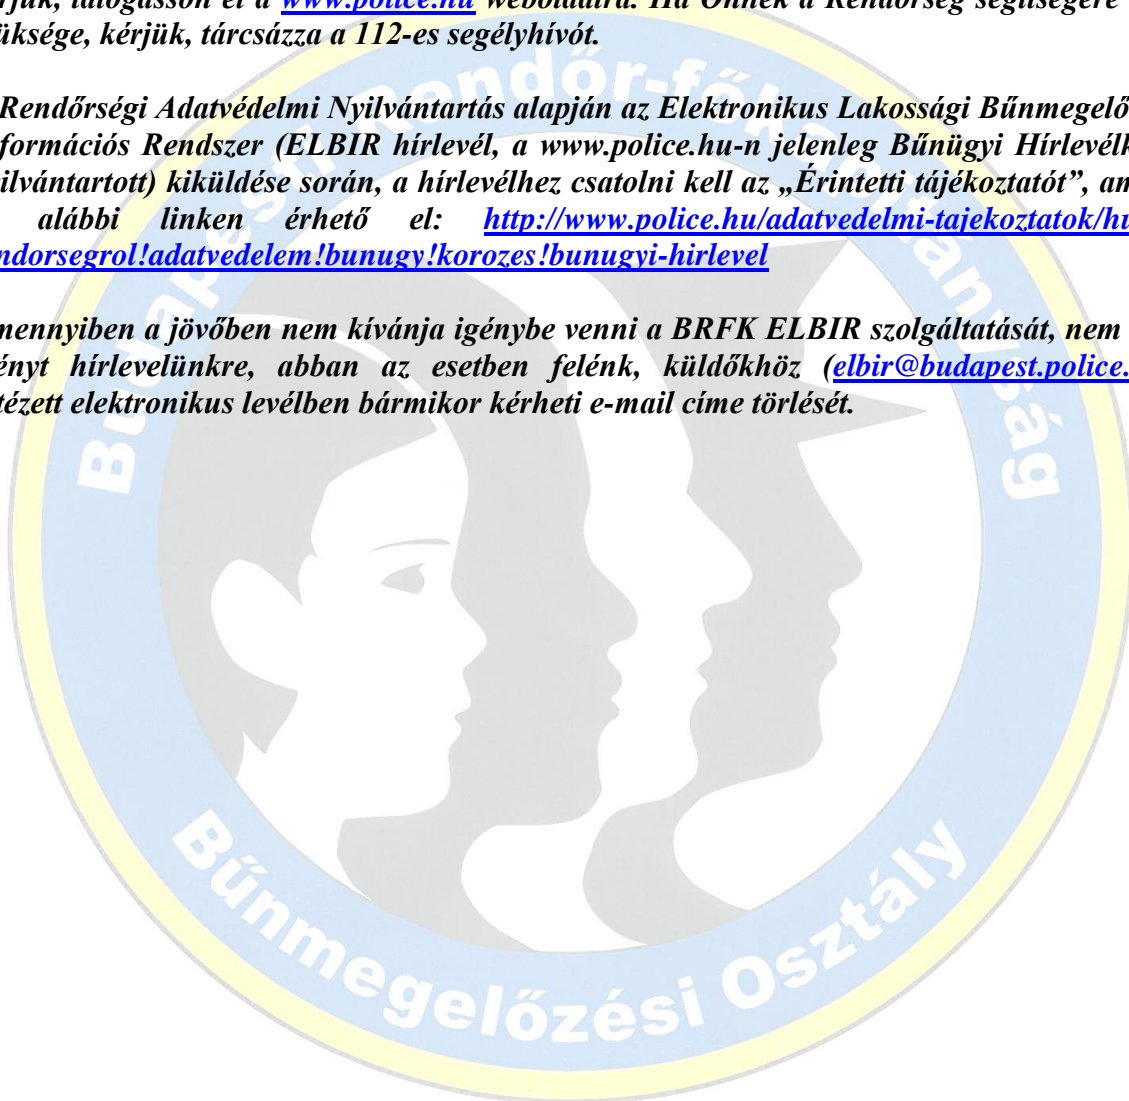 rjük, látogasson el a www.police.hu weboldalra. Ha Önnek a Rendőrség segítségére
üksége, kérjük, tárcsázza a 112-es segélyhívót.
Rendőrségi Adatvédelmi Nyilvántartás alapján az Elektronikus Lakossági Bűnmegelő
formációs Rendszer (ELBIR hírlevél, a www.police.hu-n jelenleg Bűnügyi Hírlevélk
ilvántartott) kiküldése során, a hírlevélhez csatolni kell az „Érintetti tájékoztatót”, am
alábbi linken érhető el: http://www.police.hu/adatvedelmi-tajekoztatok/hu
ndorsegrol!adatvedelem!bunugy!korozes!bunugyi-hirlevel
mennyiben a jövőben nem kívánja igénybe venni a BRFK ELBIR szolgáltatását, nem
ényt hírlevelünkre, abban az esetben felénk, küldőkhöz (elbir@budapest.police.
tézett elektronikus levélben bármikor kérheti e-mail címe törlését.
Budapesti Rendőr-főkapitányság
Bűnmegelőzési Osztály